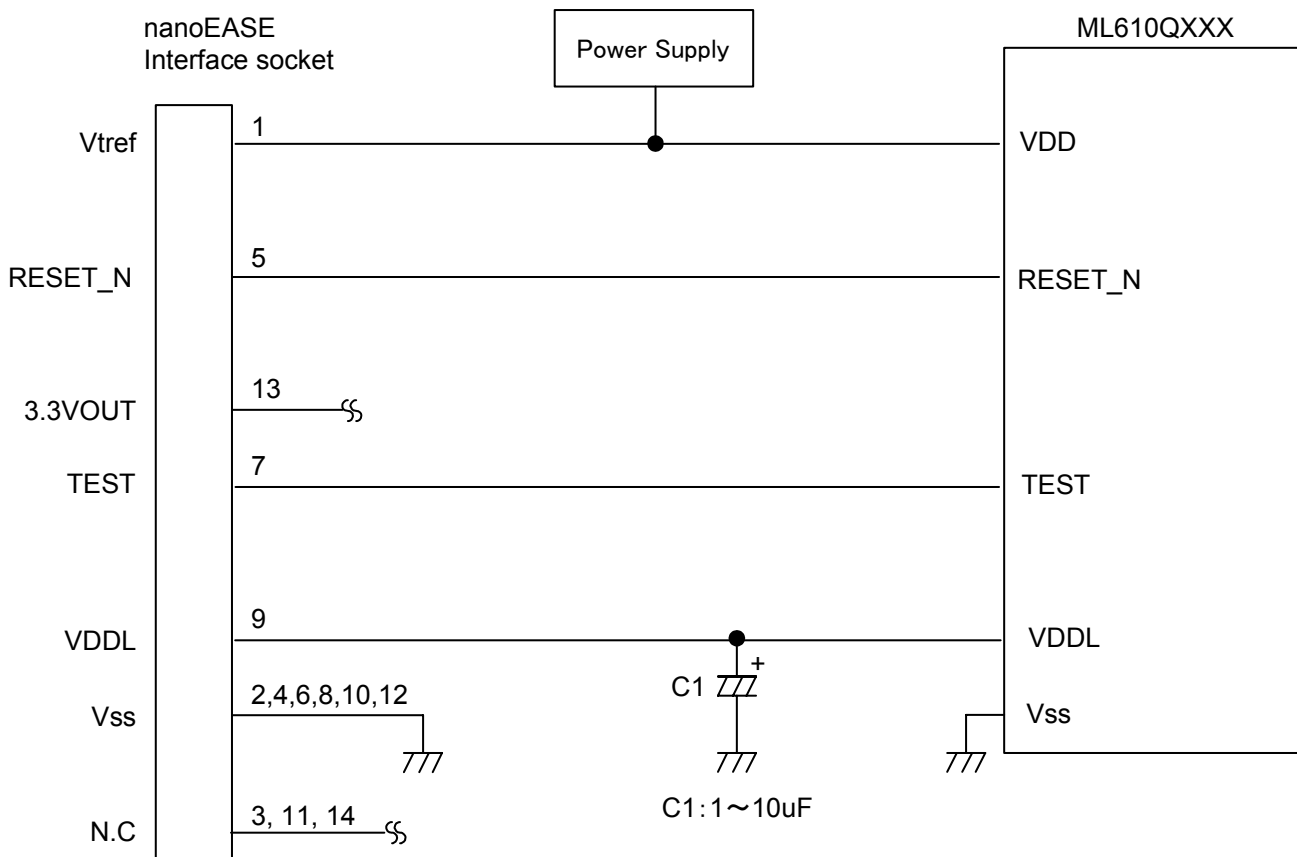 nanoEASE
Interface socket
Power Supply
ML610QXXX
Vtref
1
VDD
RESET_N
5
RESET_N
3.3VOUT
13
TEST
7
TEST
VDDL
9
VDDL
C1
+
Vss
2,4,6,8,10,12
Vss
C1:1～10uF
N.C
3, 11, 14